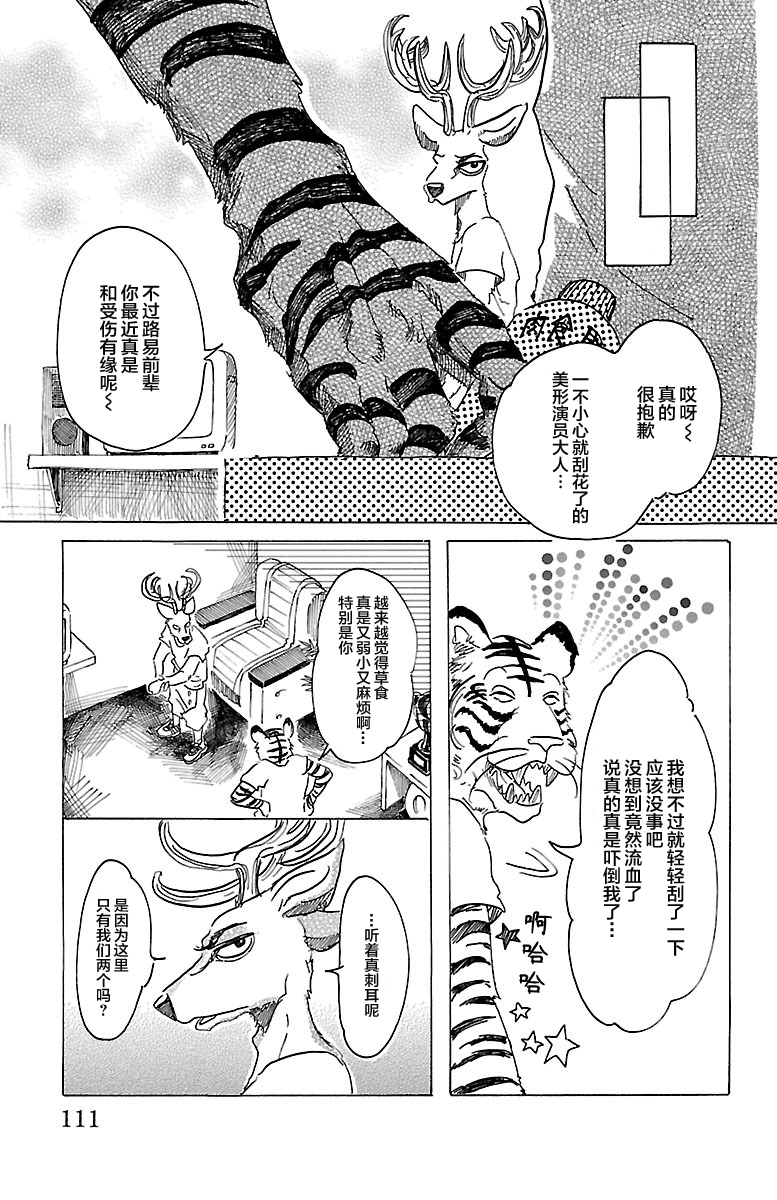 哎呀～
真的
很抱歉
一不小心就刮花了的
美形演员大人…
不过路易前辈
你最近真是
和受伤有缘呢～
肉食
我想不过就轻轻刮了一下
应该没事吧
没想到竟然流血了
说真的真是吓倒我了…
啊哈哈
越来越觉得草食
真是又弱小又麻烦啊…
特别是你
…听着真刺耳呢
是因为这里
只有我们两个吗？
111